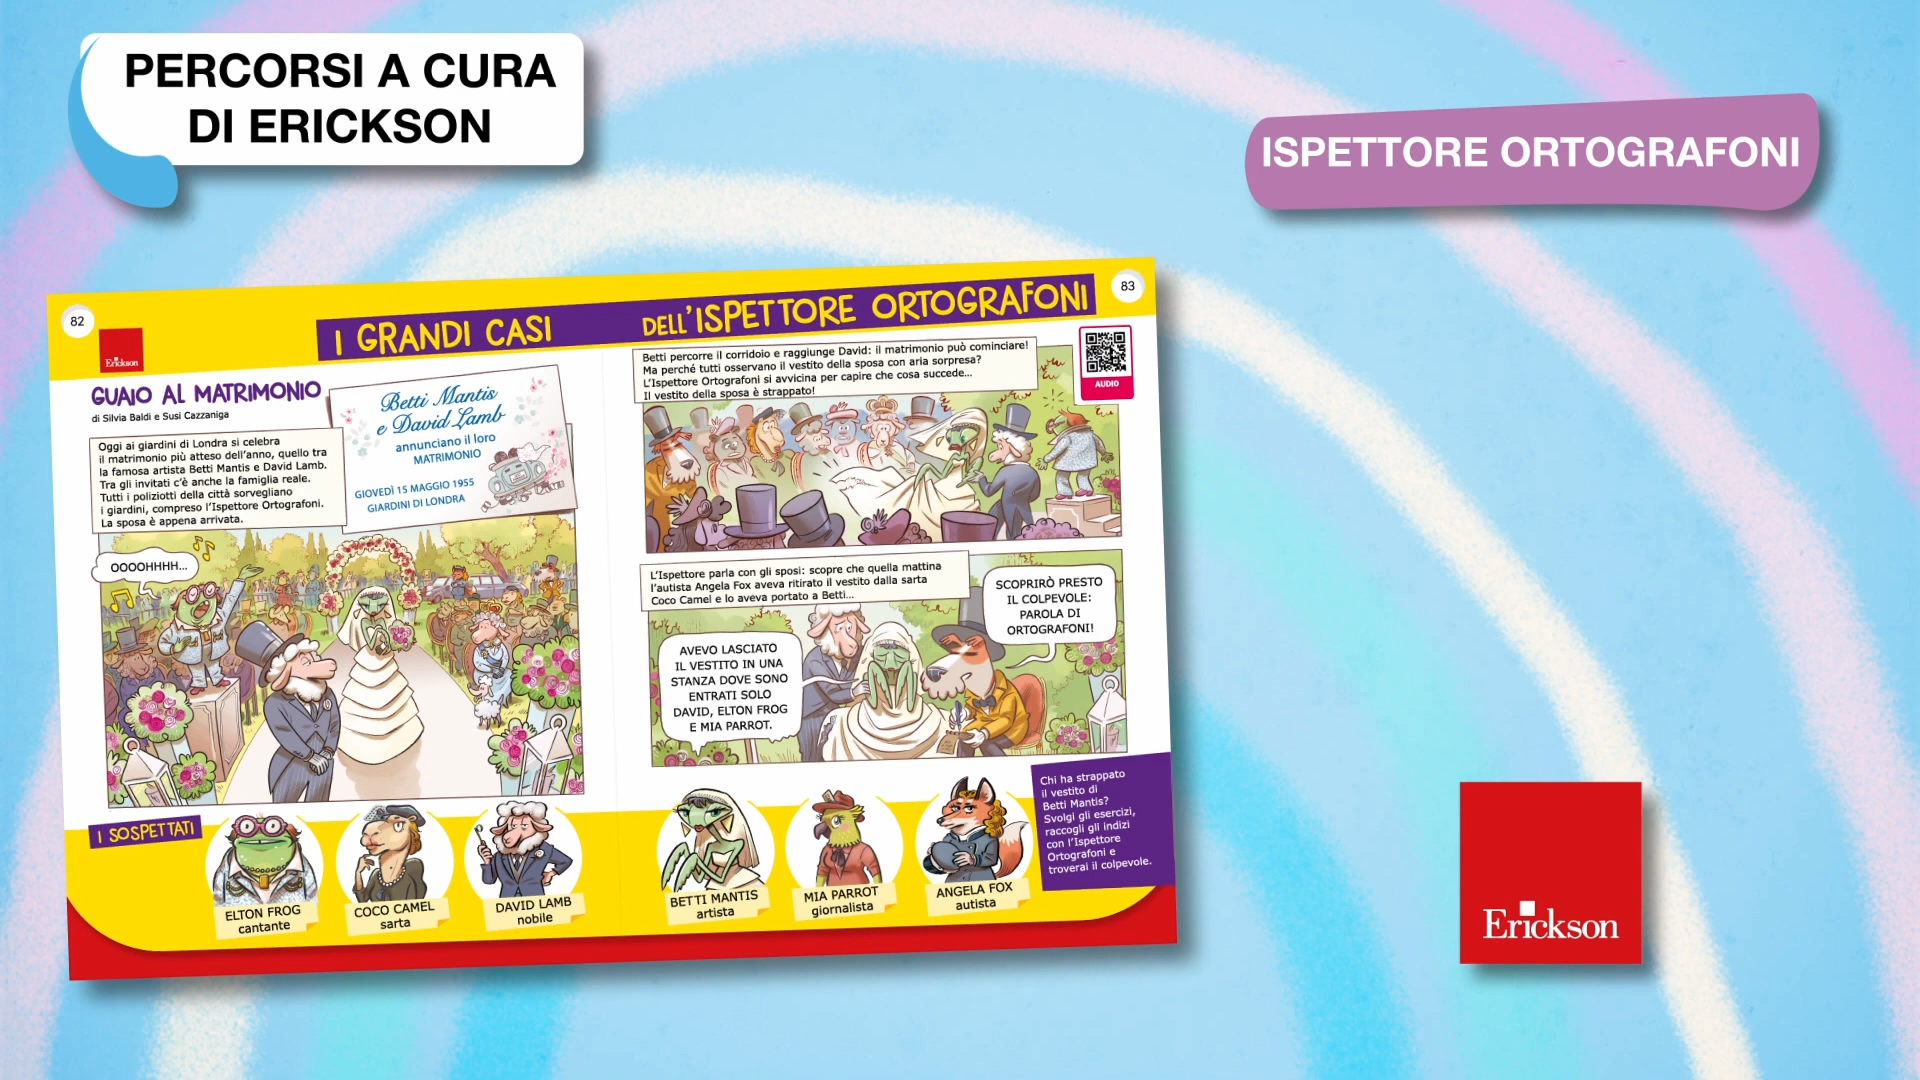 PERCORSI A CURA
DI ERICKSON
ISPETTORE ORTOGRAFONI
82
Erickson
I GRANDI CASI
DELL'ISPETTORE ORTOGRAFONI
83
GUAIO AL MATRIMONIO
di Silvia Baldi e Susi Cazzaniga
Oggi ai giardini di Londra si celebra
il matrimonio più atteso dell'anno, quello tra
la famosa artista Betti Mantis e David Lamb.
Tra gli invitati c'è anche la famiglia reale.
Tutti i poliziotti della città sorvegliano
i giardini, compreso l'Ispettore Ortografoni.
La sposa è appena arrivata.
Betti Mantis
e David Lamb
annunciano il loro
MATRIMONIO
GIOVEDÌ 15 MAGGIO 1955
GIARDINI DI LONDRA
OOOOHHHH...
Betti percorre il corridoio e raggiunge David: il matrimonio può cominciare!
Ma perché tutti osservano il vestito della sposa con aria sorpresa?
L'Ispettore Ortografoni si avvicina per capire che cosa succede...
Il vestito della sposa è strappato!
AUDIO
L'Ispettore parla con gli sposi: scopre che quella mattina
l'autista Angela Fox aveva ritirato il vestito dalla sarta
Coco Camel e lo aveva portato a Betti...
AVEVO LASCIATO
IL VESTITO IN UNA
STANZA DOVE SONO
ENTRATI SOLO
DAVID, ELTON FROG
E MIA PARROT.
SCOPRIRÒ PRESTO
IL COLPEVOLE:
PAROLA DI
ORTOGRAFONI!
I SOSPETTATI
ELTON FROG
cantante
COCO CAMEL
sarta
DAVID LAMB
nobile
BETTI MANTIS
artista
MIA PARROT
giornalista
ANGELA FOX
autista
Chi ha strappato
il vestito di
Betti Mantis?
Svolgi gli esercizi,
raccogli gli indizi
con l'Ispettore
Ortografoni e
troverai il colpevole.
Erickson